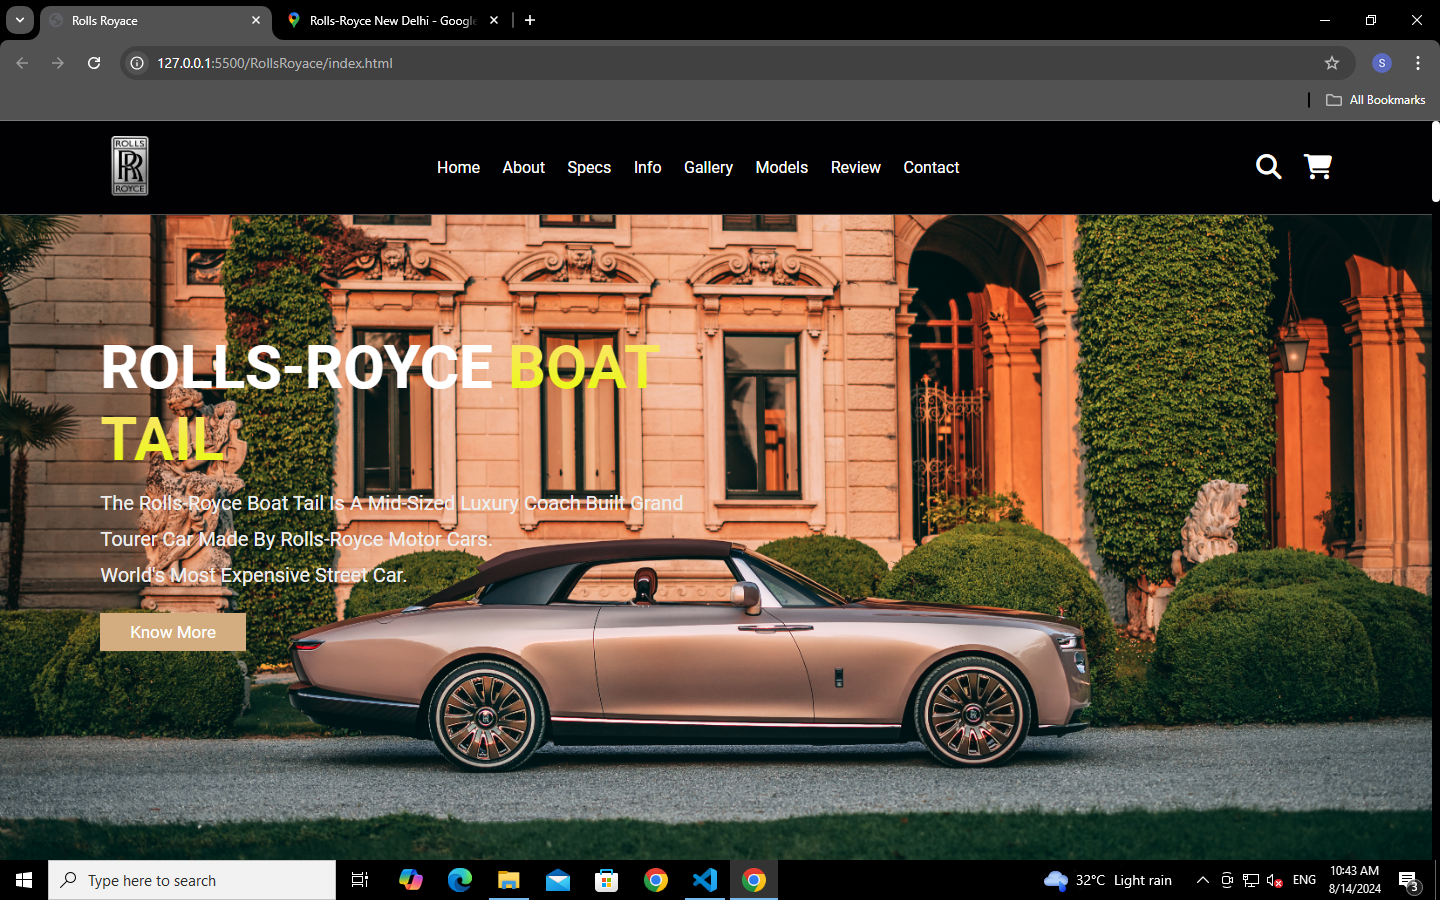 Rolls Royace
Rolls-Royce New Delhi - Google
127.0.0.1:5500/RollsRoyace/index.html
S
All Bookmarks
ROLLS
RR
ROYCE
Home About Specs Info Gallery Models Review Contact
ROLLS-ROYCE BOAT
TAIL
The Rolls-Royce Boat Tail Is A Mid-Sized Luxury Coach Built Grand
Tourer Car Made By Rolls-Royce Motor Cars.
World's Most Expensive Street Car.
Know More
Type here to search
32°C Light rain
ENG
10:43 AM
8/14/2024
3